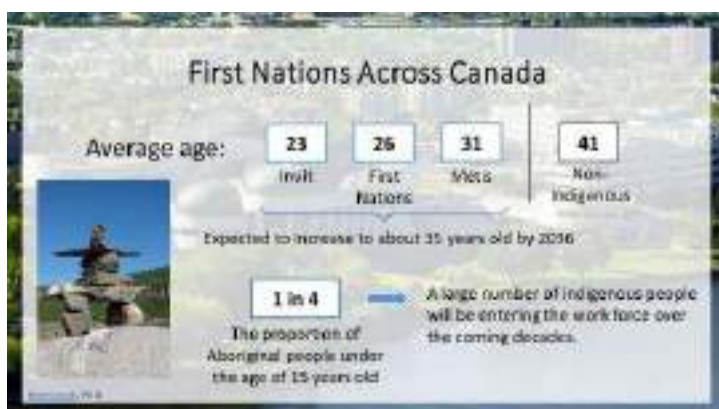 First Nations Across Canada
Average age:
23
26
31
41
Inuit
First
Nations
Metis
Non-
Indigenous
Expected to increase to about 35 years old by 2036
1 in 4
The proportion of
Aboriginal people under
the age of 15 years old
A large number of indigenous people
will be entering the work force over
the coming decades.